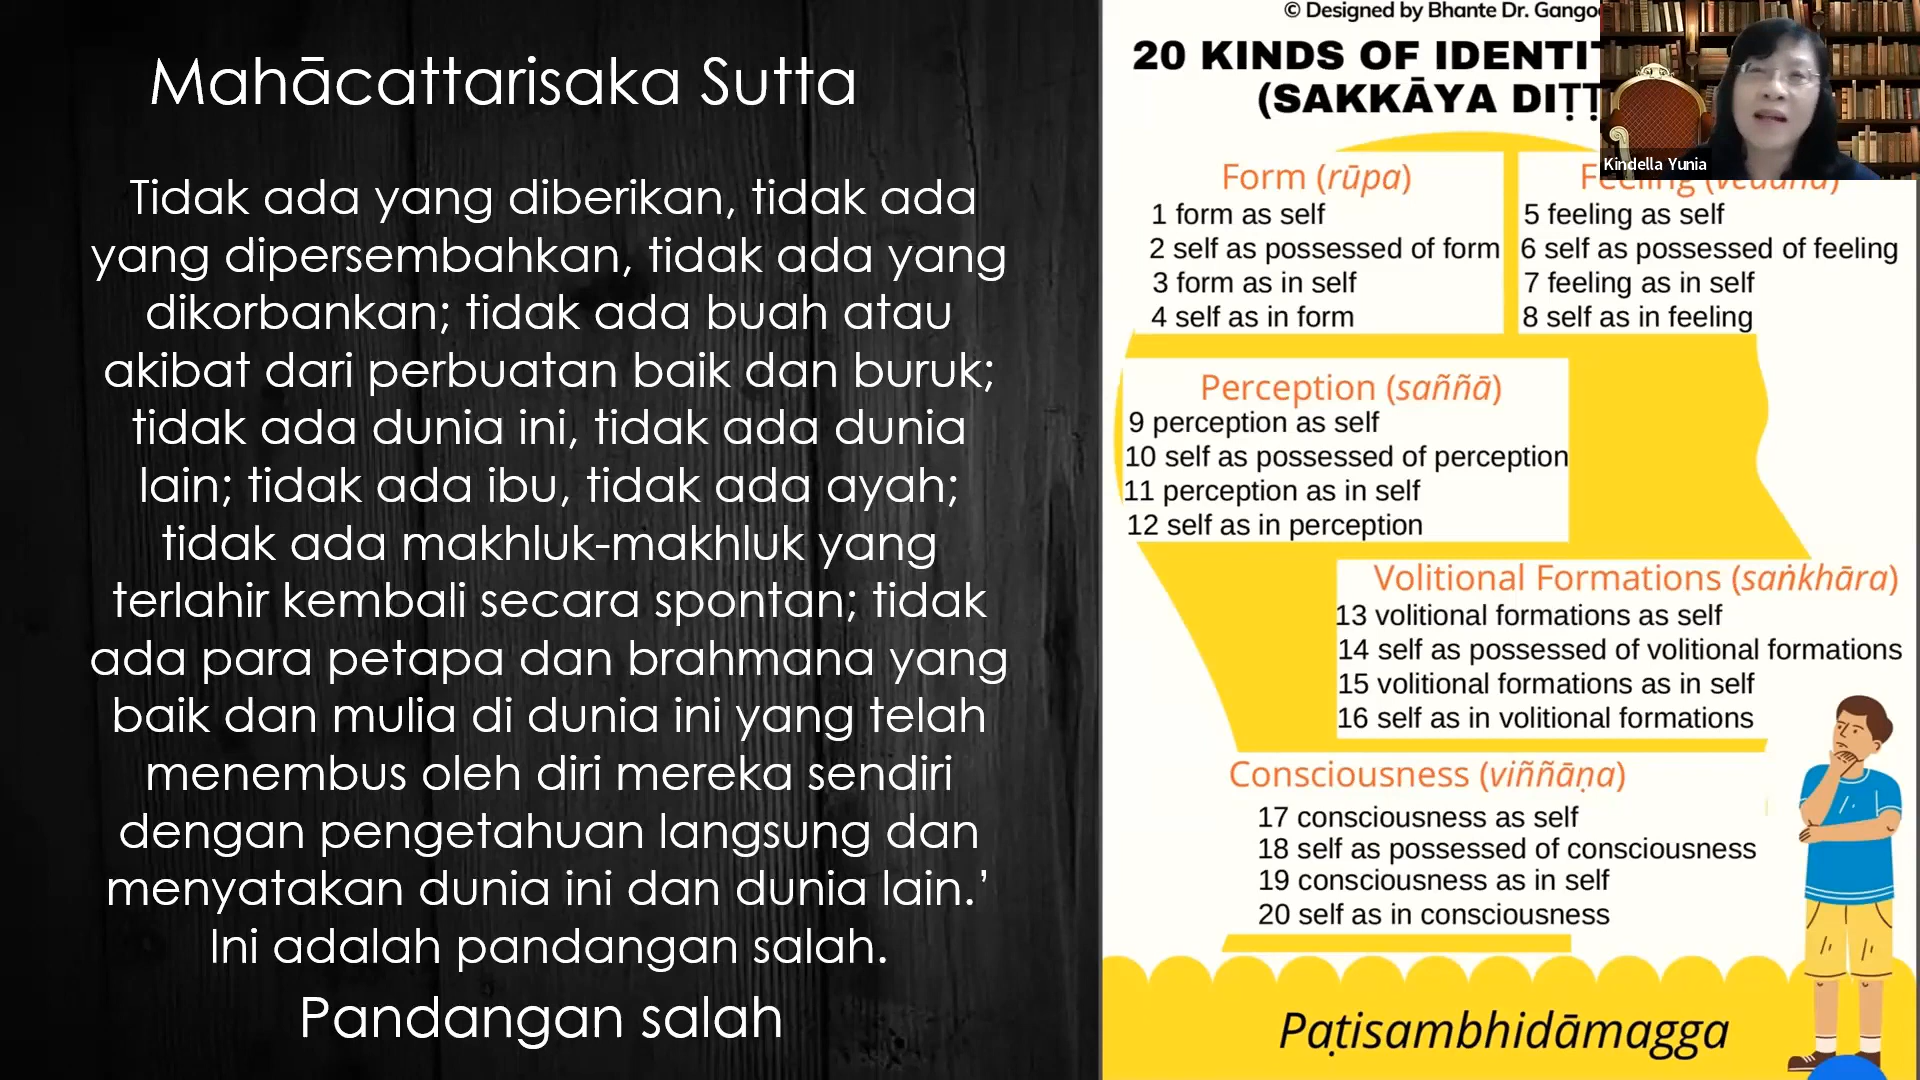 Mahācattarisaka Sutta
Tidak ada yang diberikan, tidak ada
yang dipersembahkan, tidak ada yang
dikorbankan; tidak ada buah atau
akibat dari perbuatan baik dan buruk;
tidak ada dunia ini, tidak ada dunia
lain; tidak ada ibu, tidak ada ayah;
tidak ada makhluk-makhluk yang
terlahir kembali secara spontan; tidak
ada para petapa dan brahmana yang
baik dan mulia di dunia ini yang telah
menembus oleh diri mereka sendiri
dengan pengetahuan langsung dan
menyatakan dunia ini dan dunia lain.’
Ini adalah pandangan salah.
Pandangan salah
© Designed by Bhante Dr.
20 KINDS OF
(SAKKĀYA
Kindella Yunia
Form (rūpa)
1 form as self
2 self as possessed of form
3 form as in self
4 self as in form
Feeling (vedanā)
5 feeling as self
6 self as possessed of feeling
7 feeling as in self
8 self as in feeling
Perception (saññā)
9 perception as self
10 self as possessed of perception
11 perception as in self
12 self as in perception
Volitional Formations (saṅkhāra)
13 volitional formations as self
14 self as possessed of volitional formations
15 volitional formations as in self
16 self as in volitional formations
Consciousness (viññāṇa)
17 consciousness as self
18 self as possessed of consciousness
19 consciousness as in self
20 self as in consciousness
Paṭisambhidāmagga